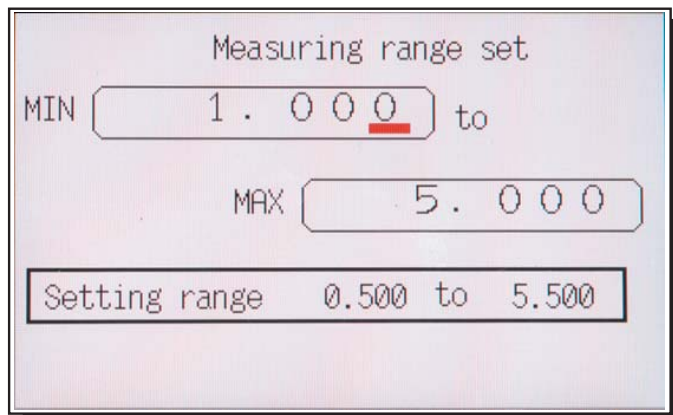 Measuring range set
MIN 1.000 to
MAX 5.000
Setting range 0.500 to 5.500